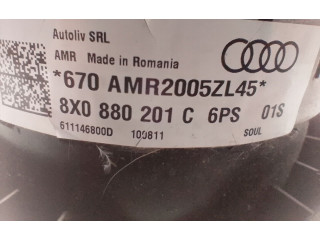 Autoliv SRL
AMR Made in Romania
*670 AMR2005ZL45*
8X0 880 201 C 6PS 01S
611146800D 100811 SOUL